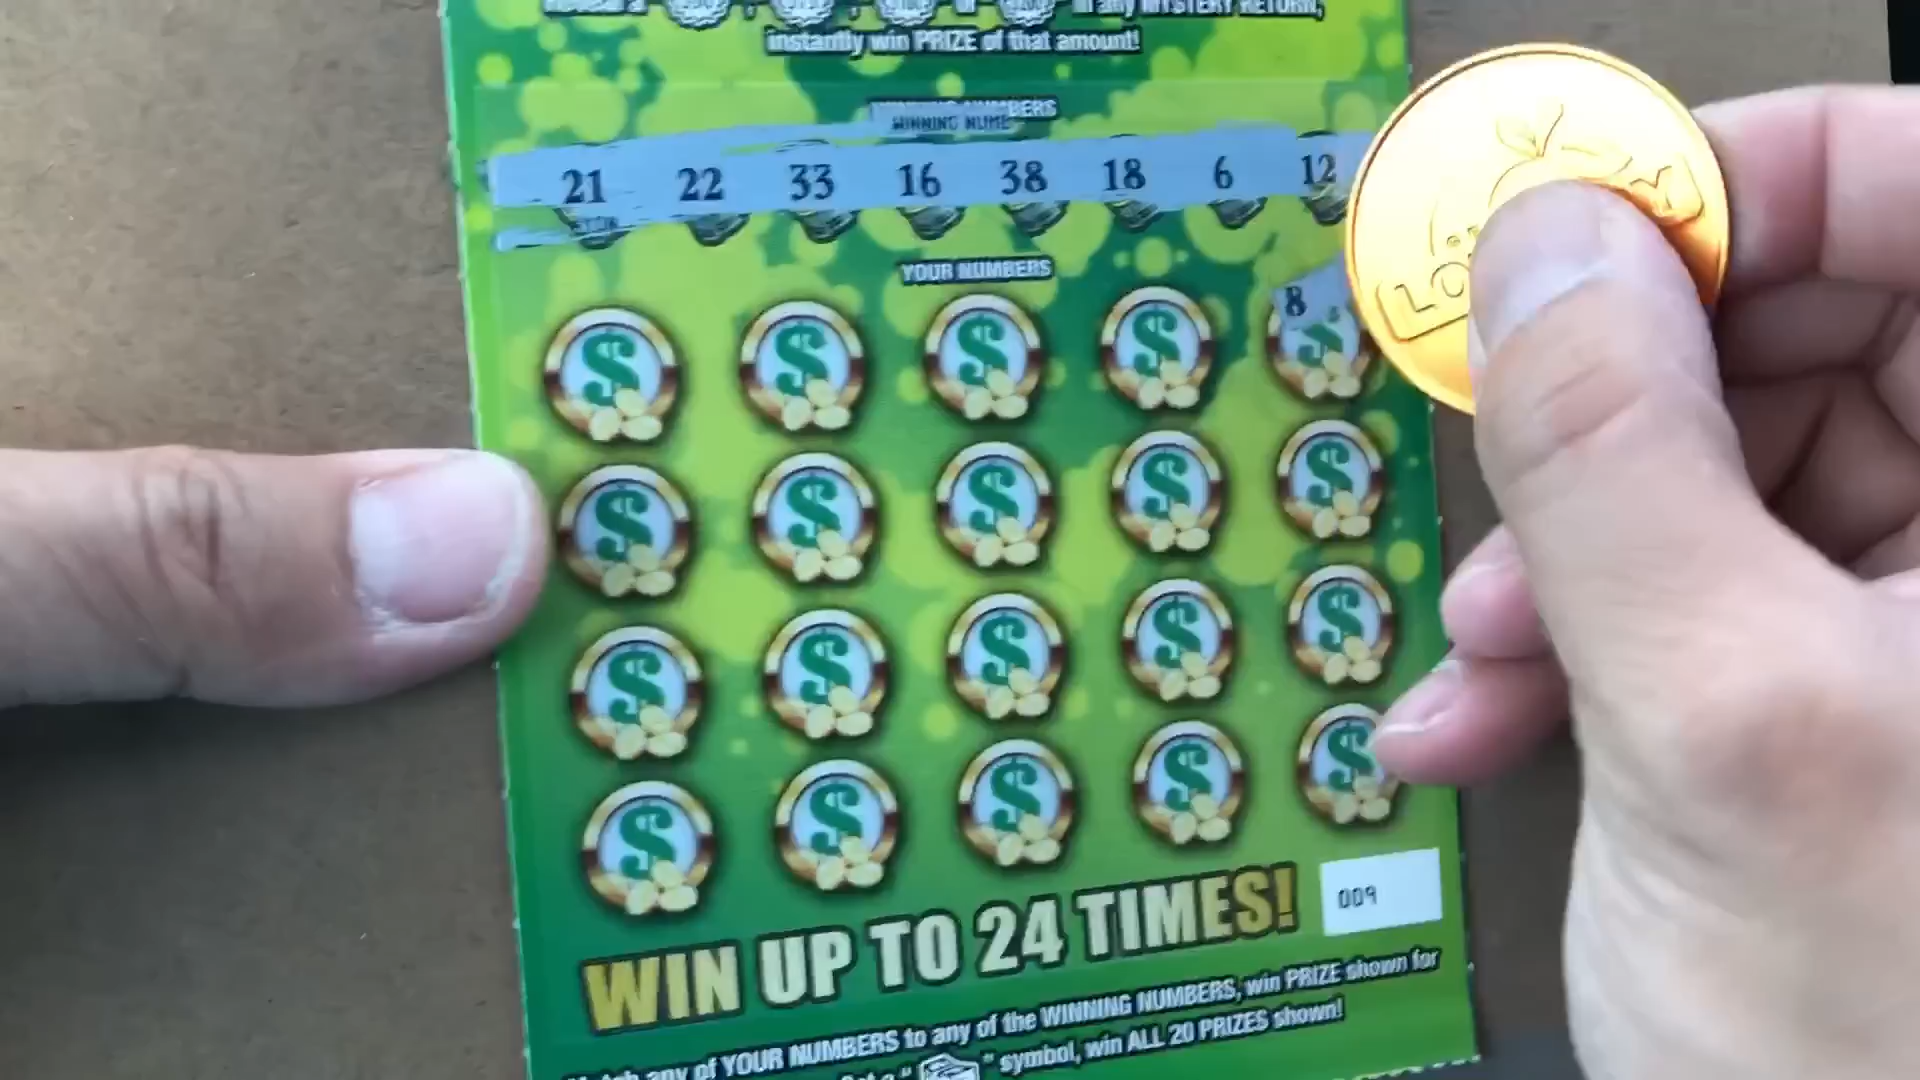 in any MYSTERY RETURN,
instantly win PRIZE of that amount!
WINNING NUMBERS
WINNING NUMB
21 22 33 16 38 18 6 12
YOUR NUMBERS
8
$ $ $ $ $
$ $ $ $ $
$ $ $ $ $
$ $ $ $ $
WIN UP TO 24 TIMES!
009
any of YOUR NUMBERS to any of the WINNING NUMBERS, win PRIZE shown for
" symbol, win ALL 20 PRIZES shown!